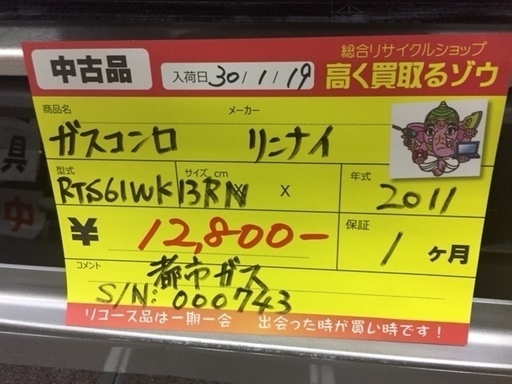 中古品
入荷日 30/1/19
総合リサイクルショップ
高く買取るゾウ
商品名 メーカー
ガスコンロ リンナイ
型式 サイズ cm 年式
RTS61WK13RN X X 2011
¥ 12,800- 保証 1ヶ月
コメント
都市ガス
S/N: 000743
リユース品は一期一会 出会った時が買い時です!